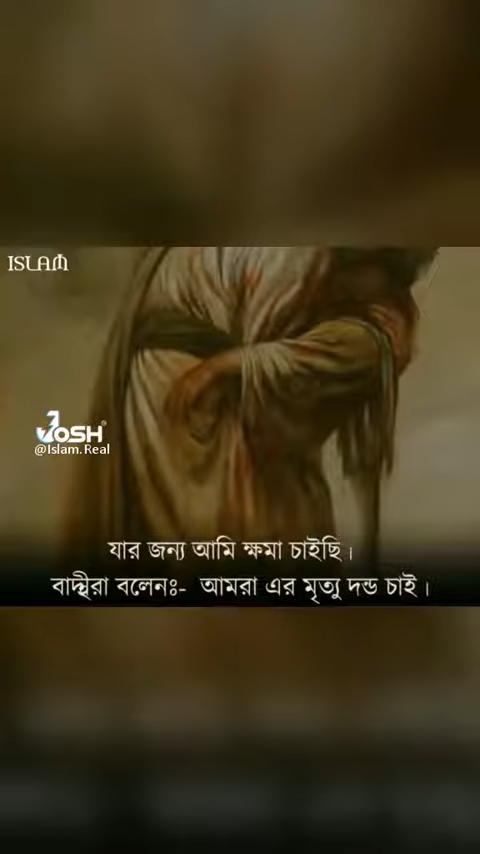 ISLAM
JOSH
@Islam.Real
যার জন্য আমি ক্ষমা চাইছি।
বাদ্দীরা বলেনঃ- আমরা এর মৃত্যু দন্ড চাই।